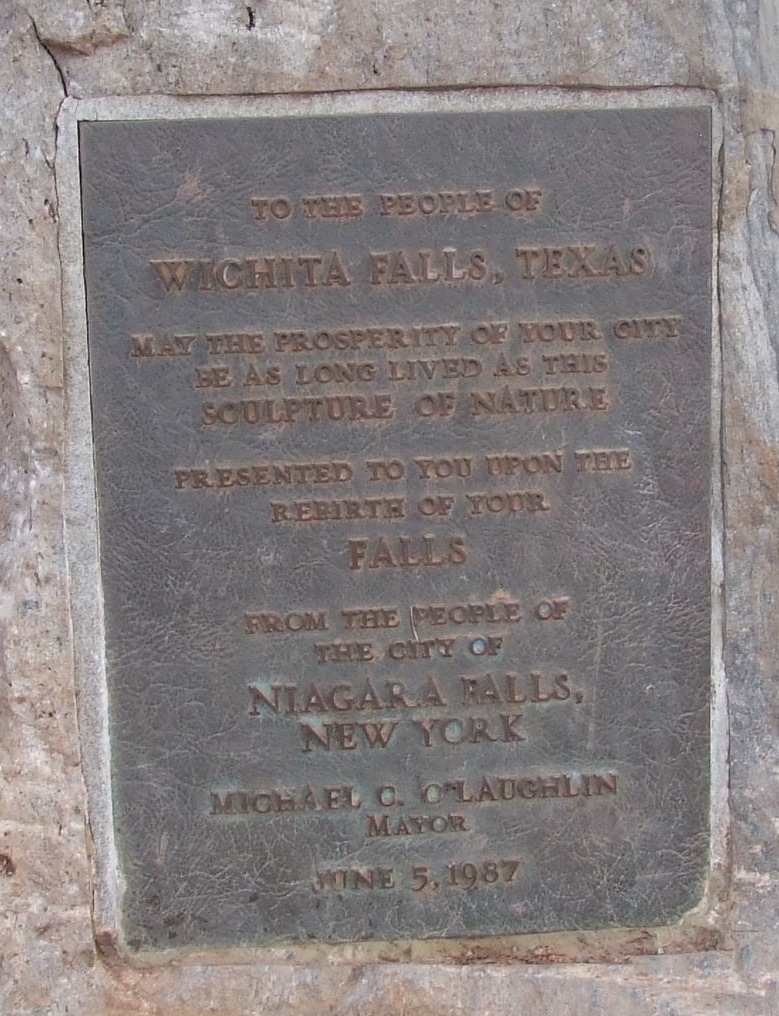 TO THE PEOPLE OF
WICHITA FALLS, TEXAS
MAY THE PROSPERITY OF YOUR CITY
BE AS LONG LIVED AS THIS
SCULPTURE OF NATURE
PRESENTED TO YOU UPON THE
REBIRTH OF YOUR
FALLS
FROM THE PEOPLE OF
THE CITY OF
NIAGARA FALLS,
NEW YORK
MICHAEL C. O'LAUGHLIN
MAYOR
JUNE 5, 1987